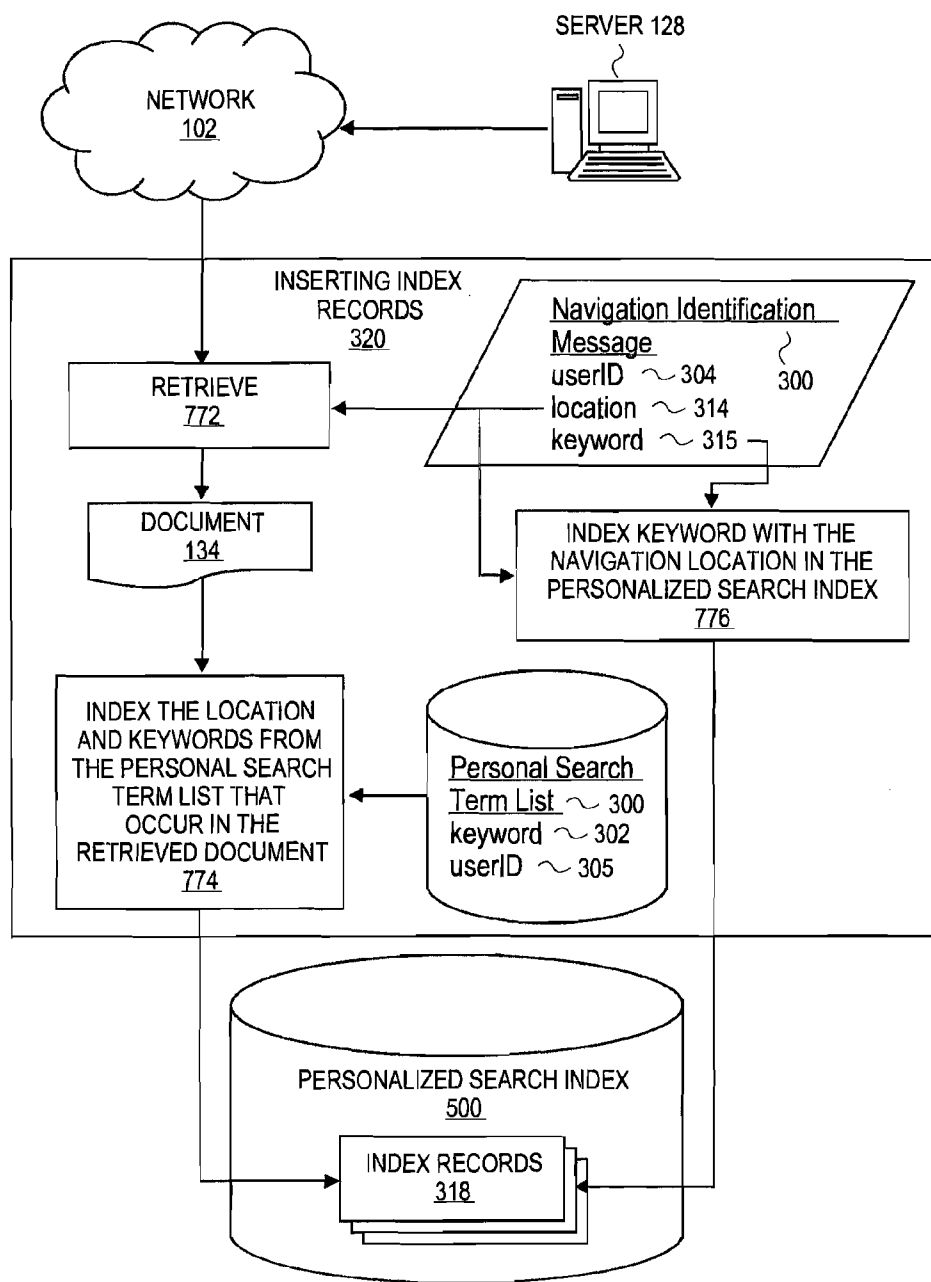 SERVER 128
NETWORK
102
INSERTING INDEX
RECORDS
320
Navigation Identification
Message
300
userID 304
location 314
keyword 315
RETRIEVE
772
DOCUMENT
134
INDEX KEYWORD WITH THE
NAVIGATION LOCATION IN THE
PERSONALIZED SEARCH INDEX
776
INDEX THE LOCATION
AND KEYWORDS FROM
THE PERSONAL SEARCH
TERM LIST THAT
OCCUR IN THE
RETRIEVED DOCUMENT
774
Personal Search
Term List 300
keyword 302
userID 305
PERSONALIZED SEARCH INDEX
500
INDEX RECORDS
318